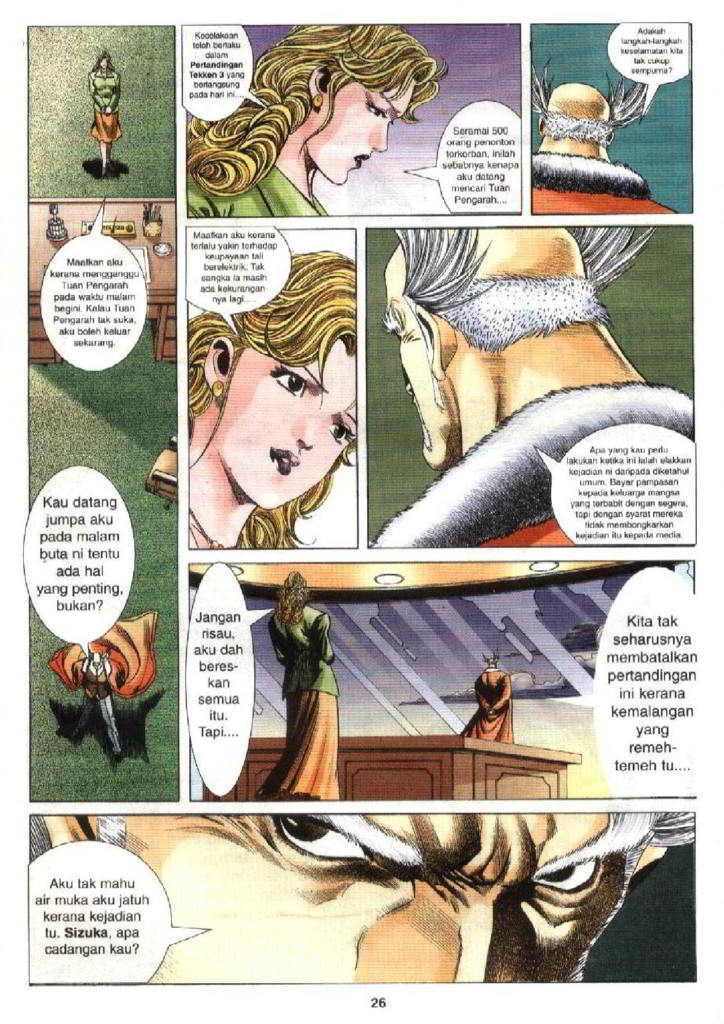 Maafkan aku
kerana mengganggu
Tuan Pengarah
pada waktu malam
begini. Kalau Tuan
Pengarah tak suka,
aku boleh keluar
sekarang.
Kau datang
jumpa aku
pada malam
buta ni tentu
ada hal
yang penting,
bukan?
Kecelakaan
telah berlaku
dalam
Pertandingan
Tekken 3 yang
berlangsung
pada hari ini....
Seramai 500
orang penonton
terkorban. Inilah
sebabnya kenapa
aku datang
mencari Tuan
Pengarah....
Adakah
langkah-langkah
keselamatan kita
tak cukup
sempurna?
Maafkan aku kerana
terlalu yakin terhadap
keupayaan tali
berelektrik. Tak
sangka ia masih
ada kekurangan-
nya lagi....
Apa yang kau perlu
lakukan ketika ini ialah elakkan
kejadian ni daripada diketahui
umum. Bayar pampasan
kepada keluarga mangsa
yang terbabit dengan segera,
tapi dengan syarat mereka
tidak membongkarkan
kejadian itu kepada media.
Jangan
risau,
aku dah
beres-
kan
semua
itu.
Tapi....
Kita tak
seharusnya
membatalkan
pertandingan
ini kerana
kemalangan
yang
remeh-
temeh tu....
Aku tak mahu
air muka aku jatuh
kerana kejadian
tu. Sizuka, apa
cadangan kau?
26